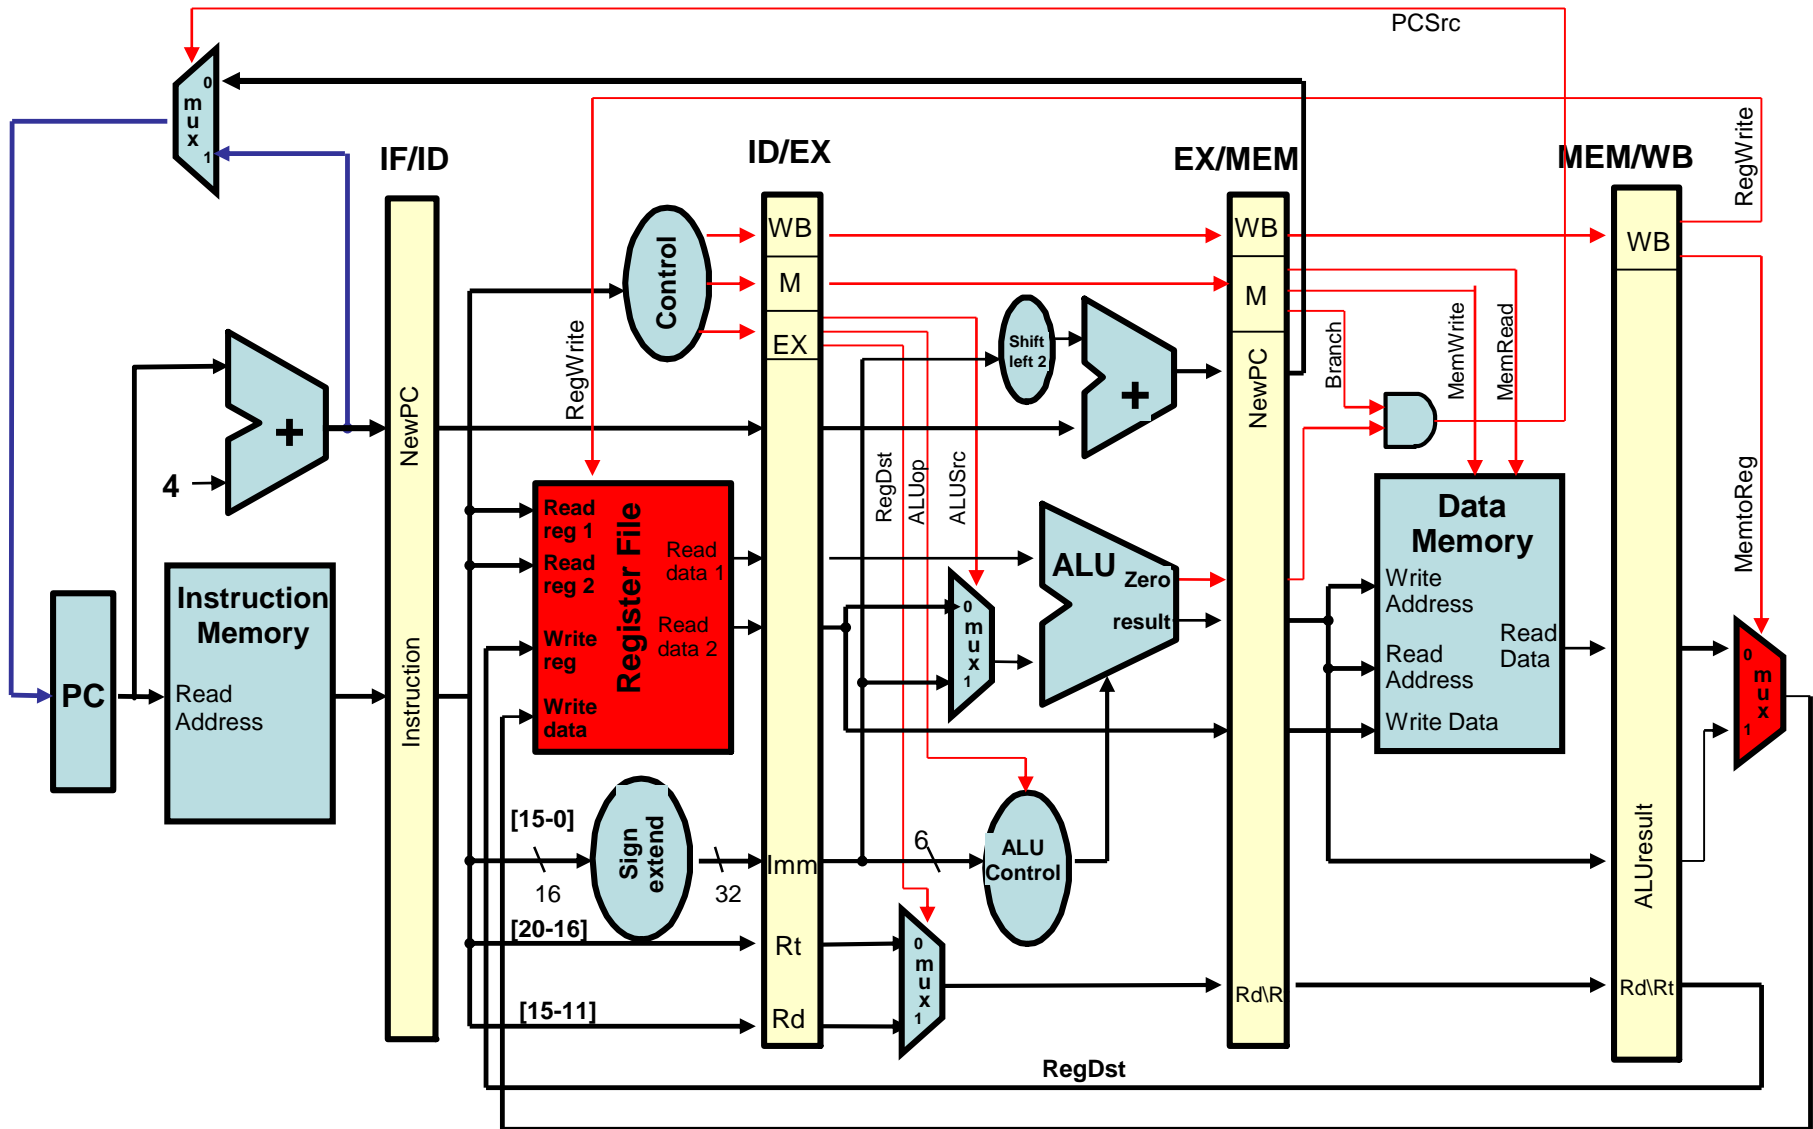 PCSrc
0
mux
1
IF/ID
ID/EX
EX/MEM
MEM/WB
RegWrite
WB
M
EX
Control
WB
M
WB
Shift
left 2
+
NewPC
Branch
MemWrite
MemRead
MemtoReg
RegWrite
+
4
NewPC
RegDst
ALUop
ALUSrc
Read
reg 1
Read
reg 2
Write
reg
Write
data
Register File
Read
data 1
Read
data 2
ALU
Zero
result
0
mux
1
Data
Memory
Write
Address
Read
Address
Write Data
Read
Data
0
mux
1
PC
Instruction
Memory
Read
Address
Instruction
[15-0]
16
Sign
extend
32
Imm
6
ALU
Control
ALUresult
[20-16]
Rt
0
mux
1
[15-11]
Rd
Rd\R
Rd\Rt
RegDst